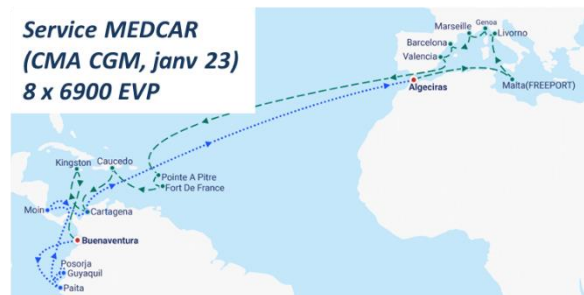 Service MEDCAR
(CMA CGM, janv 23)
8 x 6900 EVP
Marseille
Genoa
Livorno
Barcelona
Valencia
Algeciras
Malta(FREEPORT)
Kingston
Caucedo
Pointe A Pitre
Fort De France
Moin
Cartagena
Buenaventura
Posorja
Guyaquil
Paita